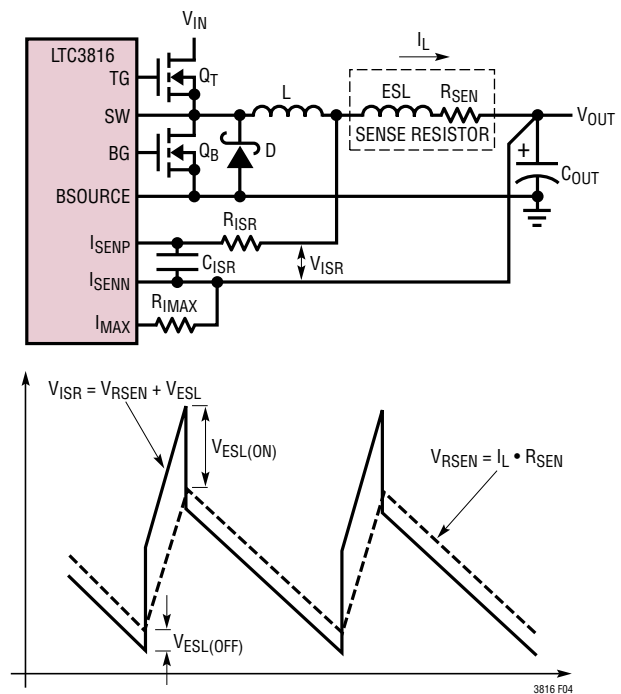 V_IN
LTC3816
I_L
TG
Q_T
L
ESL
R_SEN
SW
V_OUT
SENSE RESISTOR
BG
Q_B
D
+
C_OUT
BSOURCE
R_ISR
I_SENP
C_ISR
V_ISR
I_SENN
R_IMAX
I_MAX
V_ISR = V_RSEN + V_ESL
V_ESL(ON)
V_RSEN = I_L • R_SEN
V_ESL(OFF)
3816 F04